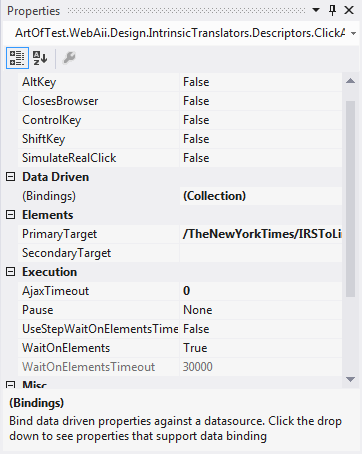 Properties
ArtOfTest.WebAii.Design.IntrinsicTranslators.Descriptors.ClickA
AltKey False
ClosesBrowser False
ControlKey False
ShiftKey False
SimulateRealClick False
Data Driven
(Bindings) (Collection)
Elements
PrimaryTarget /TheNewYorkTimes/IRSToLi
SecondaryTarget
Execution
AjaxTimeout 0
Pause None
UseStepWaitOnElementsTime False
WaitOnElements True
WaitOnElementsTimeout 30000
Misc
(Bindings)
Bind data driven properties against a datasource. Click the drop
down to see properties that support data binding